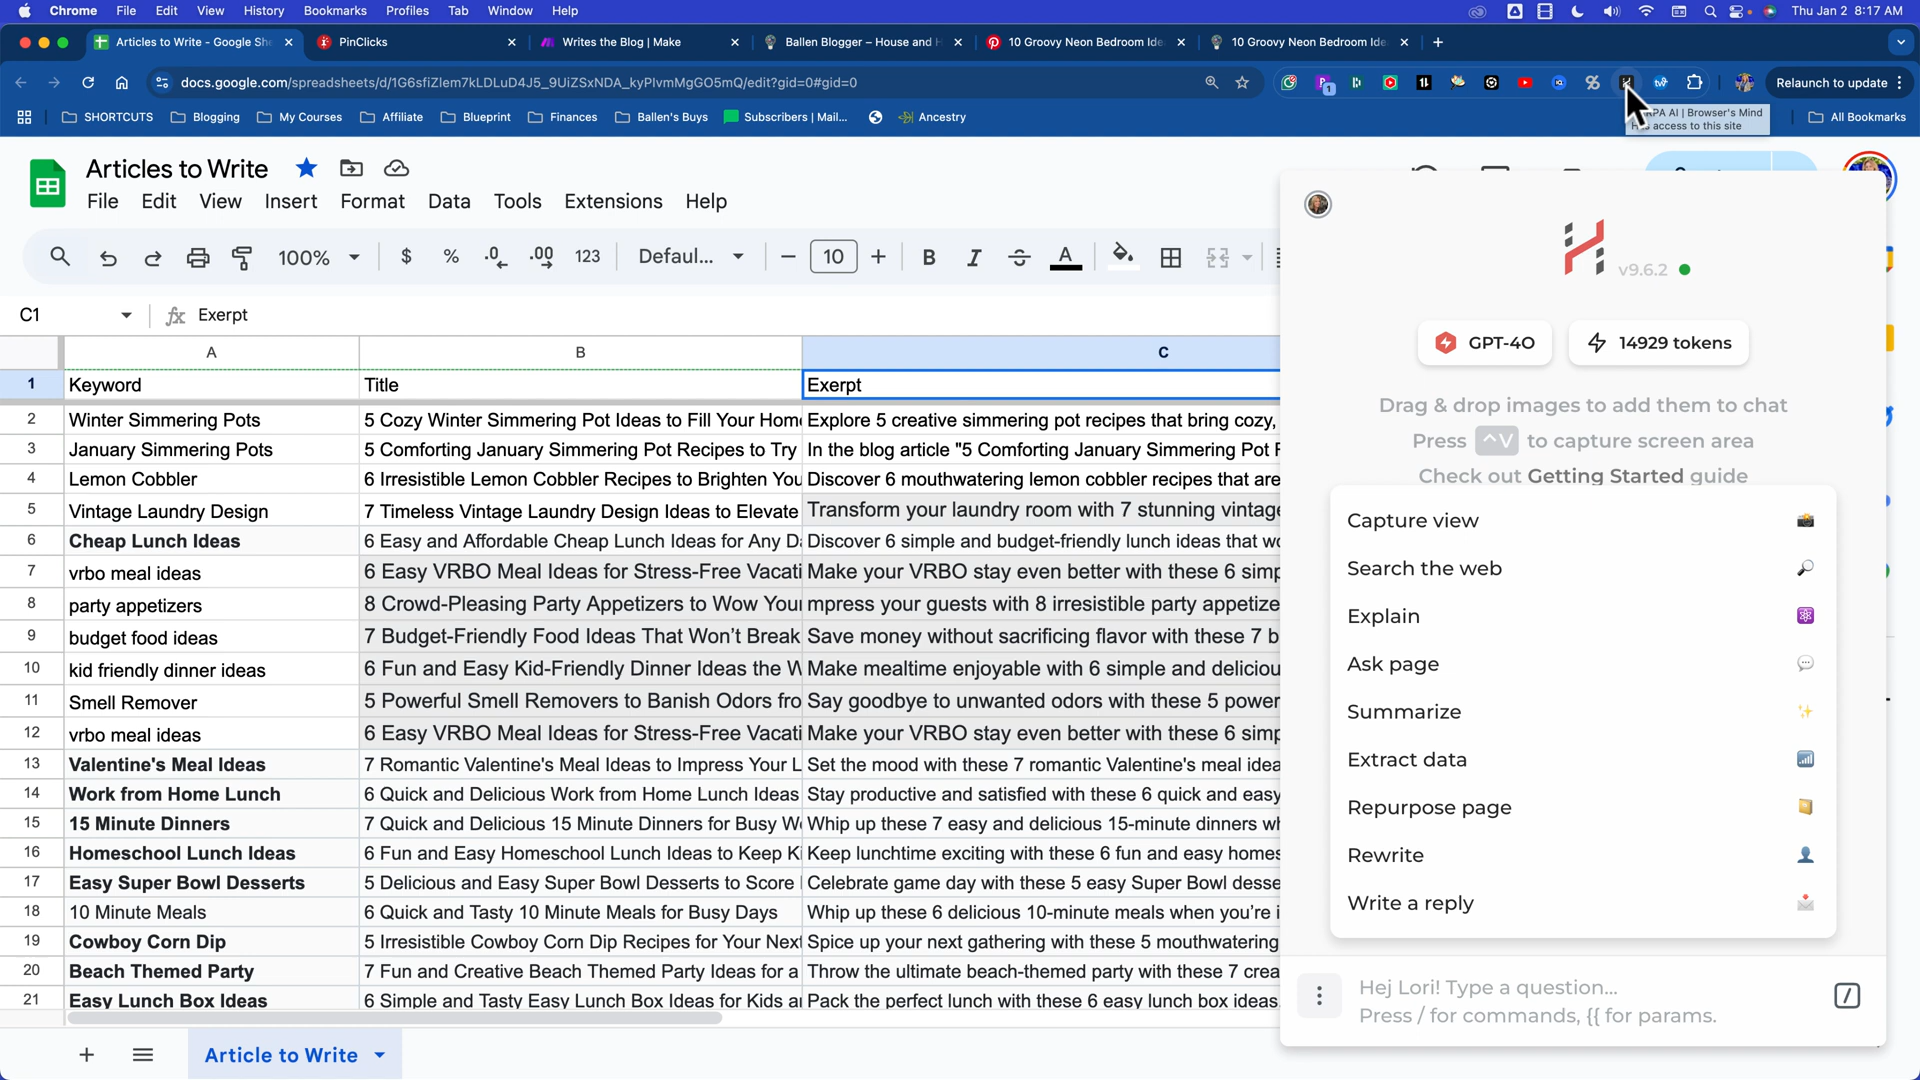 Chrome File Edit View History Bookmarks Profiles Tab Window Help Thu Jan 2 8:17 AM
Articles to Write - Google She PinClicks Writes the Blog | Make Ballen Blogger – House and H 10 Groovy Neon Bedroom Ide 10 Groovy Neon Bedroom Ide
docs.google.com/spreadsheets/d/1G6sfiZlem7kLDLuD4J5_9UiZSxNDA_kyPIvmMgGO5mQ/edit?gid=0#gid=0 Relaunch to update
SHORTCUTS Blogging My Courses Affiliate Blueprint Finances Ballen's Buys Subscribers | Mail... Ancestry All Bookmarks
RPA AI | Browser's Mind
access to this site
Articles to Write
File Edit View Insert Format Data Tools Extensions Help
100% $ % .0 .00 123 Defaul... 10 B I A
C1 fx Exerpt
A B C
1 Keyword Title Exerpt
2 Winter Simmering Pots 5 Cozy Winter Simmering Pot Ideas to Fill Your Home Explore 5 creative simmering pot recipes that bring cozy,
3 January Simmering Pots 5 Comforting January Simmering Pot Recipes to Try In the blog article "5 Comforting January Simmering Pot F
4 Lemon Cobbler 6 Irresistible Lemon Cobbler Recipes to Brighten You Discover 6 mouthwatering lemon cobbler recipes that are
5 Vintage Laundry Design 7 Timeless Vintage Laundry Design Ideas to Elevate Transform your laundry room with 7 stunning vintage
6 Cheap Lunch Ideas 6 Easy and Affordable Cheap Lunch Ideas for Any Da Discover 6 simple and budget-friendly lunch ideas that wo
7 vrbo meal ideas 6 Easy VRBO Meal Ideas for Stress-Free Vacati Make your VRBO stay even better with these 6 simp
8 party appetizers 8 Crowd-Pleasing Party Appetizers to Wow Your mpress your guests with 8 irresistible party appetize
9 budget food ideas 7 Budget-Friendly Food Ideas That Won't Break Save money without sacrificing flavor with these 7 b
10 kid friendly dinner ideas 6 Fun and Easy Kid-Friendly Dinner Ideas the W Make mealtime enjoyable with 6 simple and deliciou
11 Smell Remover 5 Powerful Smell Removers to Banish Odors fro Say goodbye to unwanted odors with these 5 power
12 vrbo meal ideas 6 Easy VRBO Meal Ideas for Stress-Free Vacati Make your VRBO stay even better with these 6 simp
13 Valentine's Meal Ideas 7 Romantic Valentine's Meal Ideas to Impress Your L Set the mood with these 7 romantic Valentine's meal idea
14 Work from Home Lunch 6 Quick and Delicious Work from Home Lunch Ideas Stay productive and satisfied with these 6 quick and easy
15 15 Minute Dinners 7 Quick and Delicious 15 Minute Dinners for Busy We Whip up these 7 easy and delicious 15-minute dinners wh
16 Homeschool Lunch Ideas 6 Fun and Easy Homeschool Lunch Ideas to Keep Ki Keep lunchtime exciting with these 6 fun and easy homes
17 Easy Super Bowl Desserts 5 Delicious and Easy Super Bowl Desserts to Score Celebrate game day with these 5 easy Super Bowl desse
18 10 Minute Meals 6 Quick and Tasty 10 Minute Meals for Busy Days Whip up these 6 delicious 10-minute meals when you're i
19 Cowboy Corn Dip 5 Irresistible Cowboy Corn Dip Recipes for Your Next Spice up your next gathering with these 5 mouthwatering
20 Beach Themed Party 7 Fun and Creative Beach Themed Party Ideas for a Throw the ultimate beach-themed party with these 7 crea
21 Easy Lunch Box Ideas 6 Simple and Tasty Easy Lunch Box Ideas for Kids a Pack the perfect lunch with these 6 easy lunch box ideas
Article to Write
v9.6.2
GPT-4O 14929 tokens
Drag & drop images to add them to chat
Press ^V to capture screen area
Check out Getting Started guide
Capture view
Search the web
Explain
Ask page
Summarize
Extract data
Repurpose page
Rewrite
Write a reply
Hej Lori! Type a question...
Press / for commands, {{ for params.